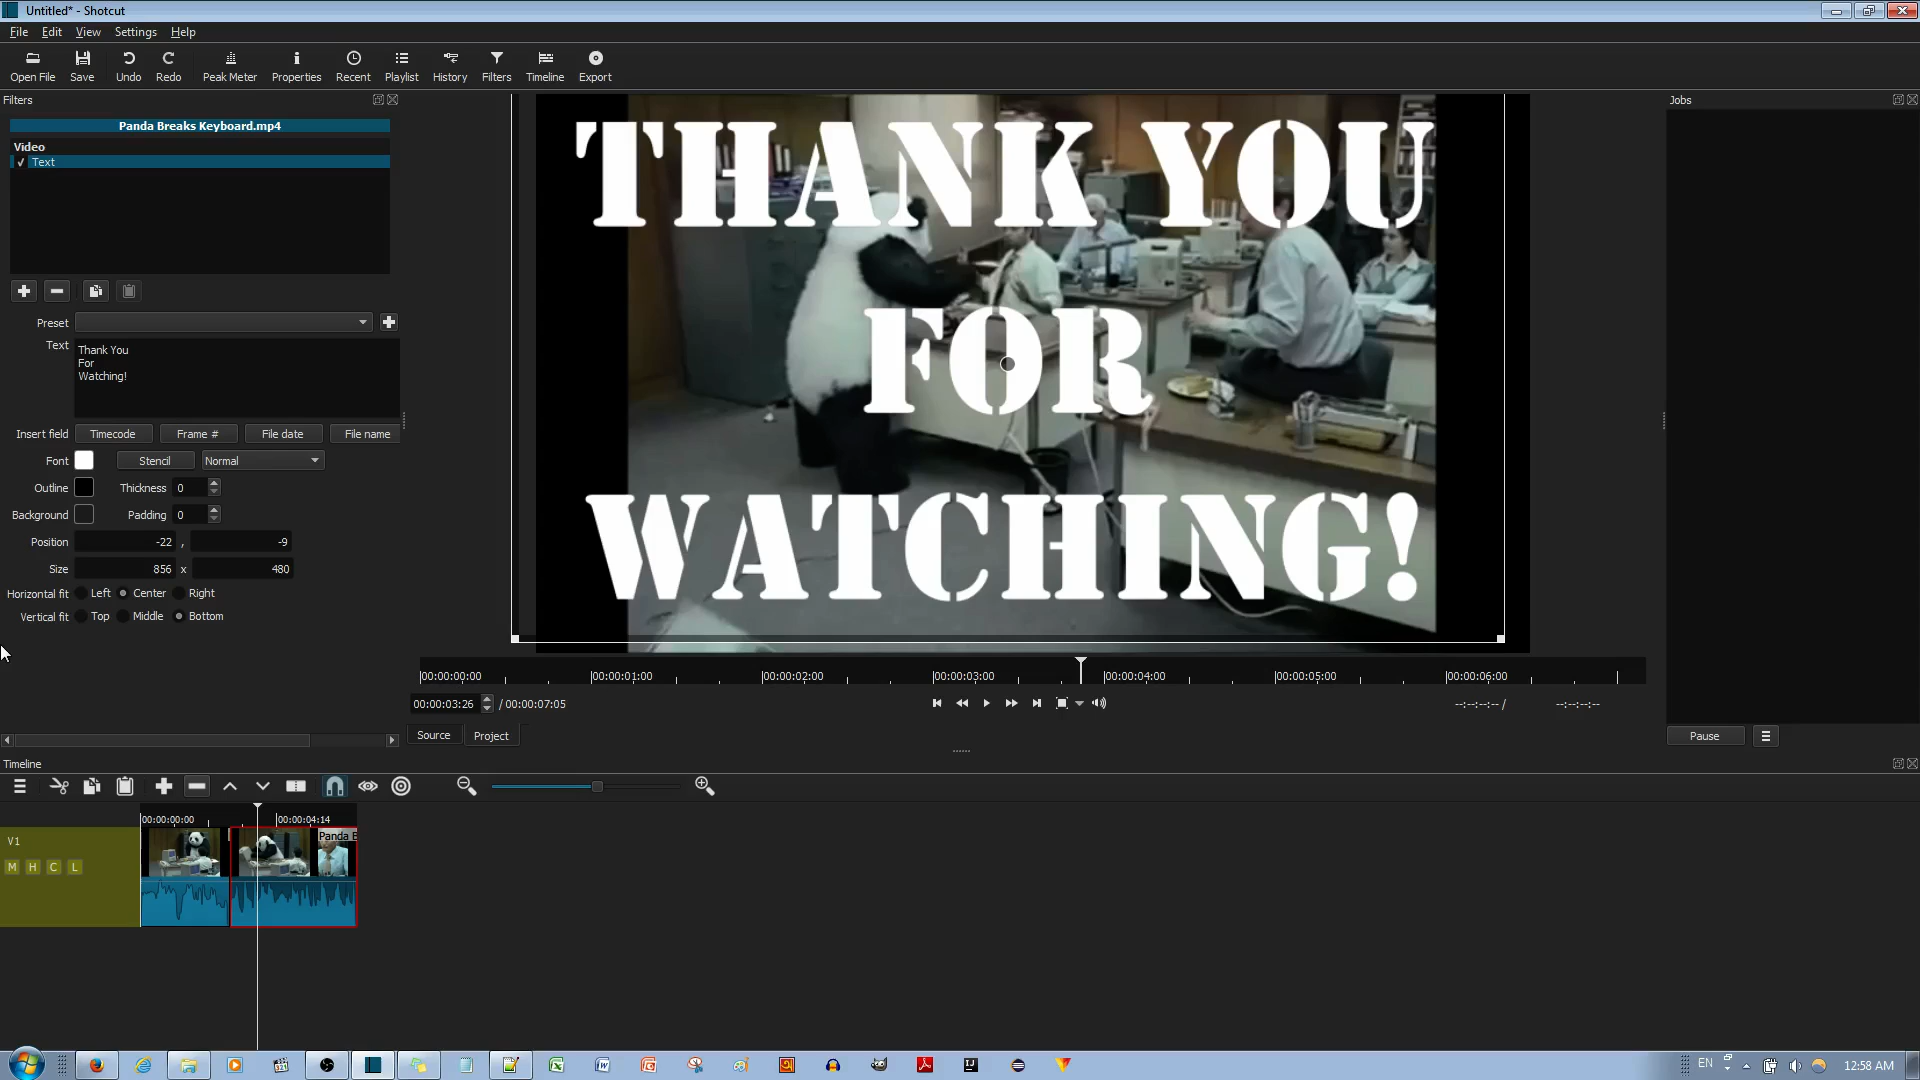 Untitled* - Shotcut
File Edit View Settings Help
Open File Save Undo Redo Peak Meter Properties Recent Playlist History Filters Timeline Export
Filters
Jobs
Panda Breaks Keyboard.mp4
Video
✓ Text
Preset
Text
Thank You
For
Watching!
Insert field Timecode Frame # File date File name
Font Stencil Normal
Outline Thickness 0
Background Padding 0
Position -22 , -9
Size 856 x 480
Horizontal fit Left Center Right
Vertical fit Top Middle Bottom
THANK YOU
FOR
WATCHING!
00:00:00:00 00:00:01:00 00:00:02:00 00:00:03:00 00:00:04:00 00:00:05:00 00:00:06:00
00:00:03:26 / 00:00:07:05 --:--:--:-- / --:--:--:--
Source Project
Pause
Timeline
00:00:00:00 00:00:04:14
V1
Panda B
M H C L
EN 12:58 AM